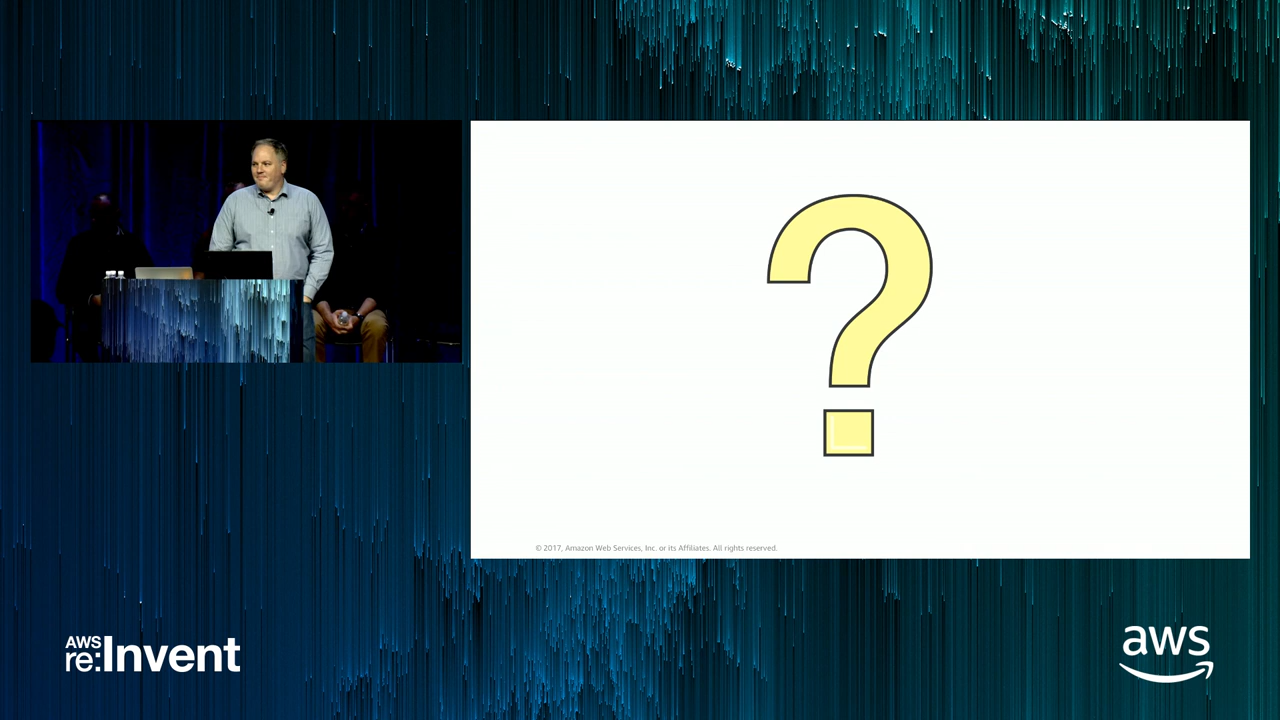 ?
© 2017, Amazon Web Services, Inc. or its Affiliates. All rights reserved.
AWS
re:Invent
aws